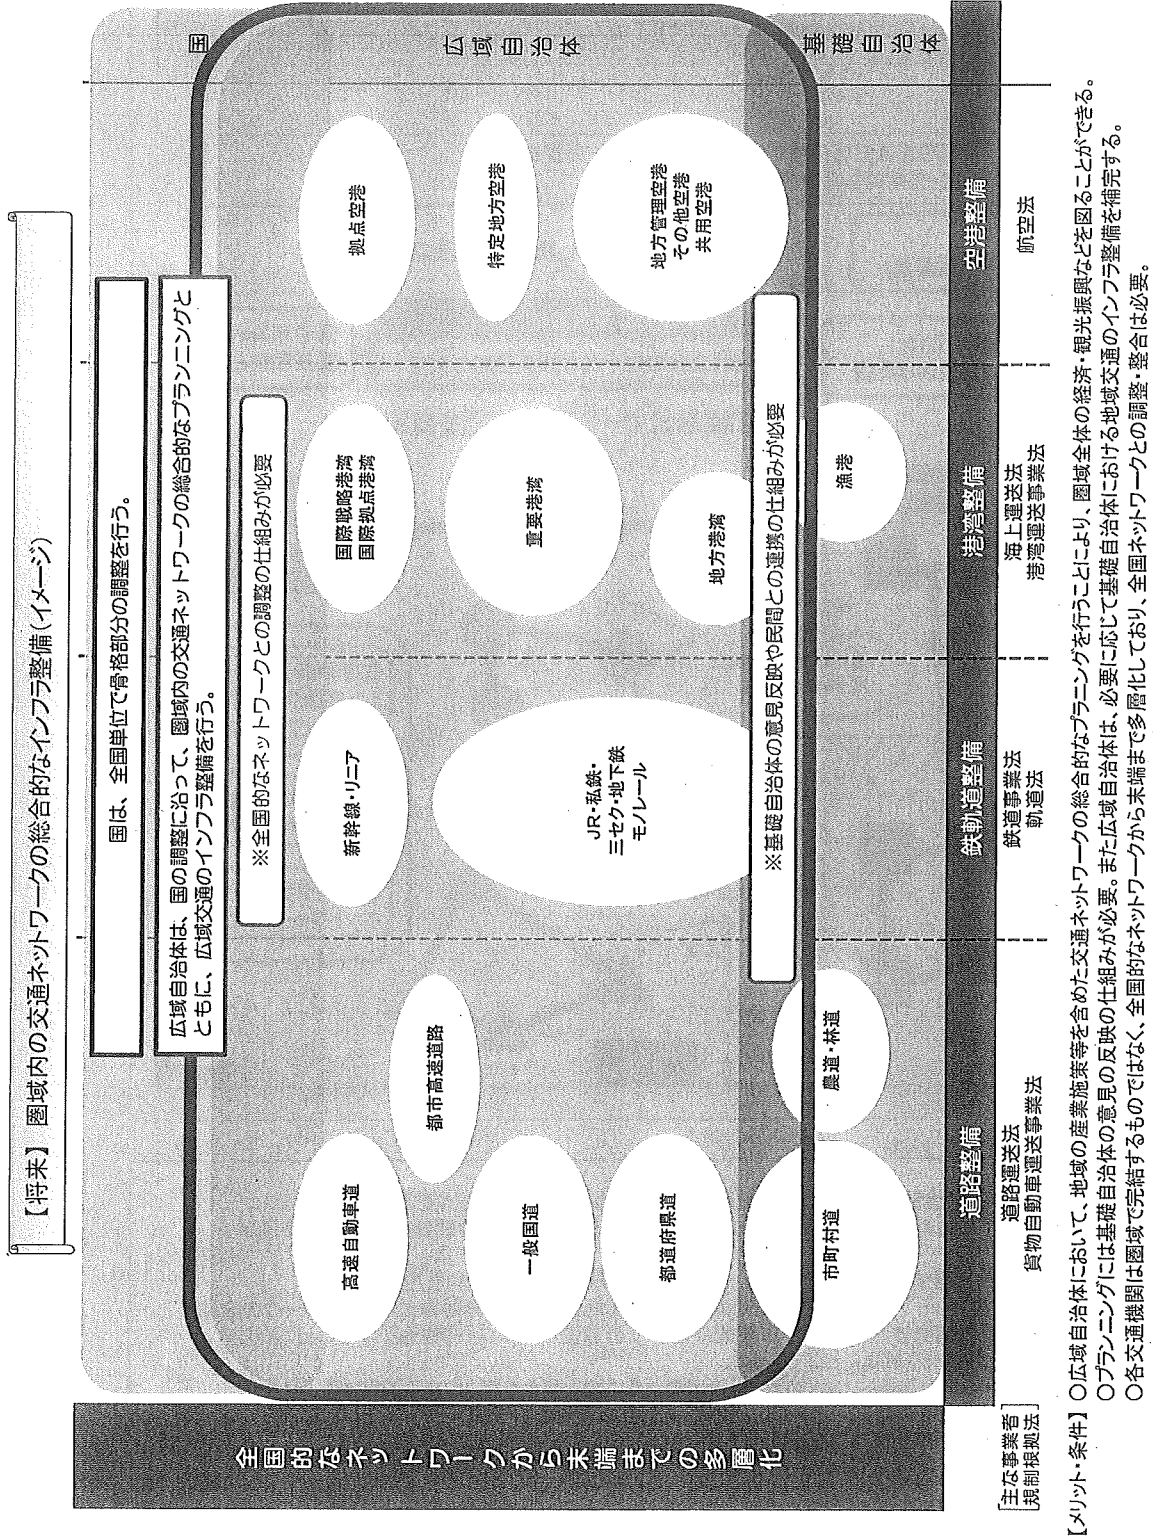 【将来】 圏域内の交通ネットワークの総合的なインフラ整備(イメージ)
国は、全国単位で骨格部分の調整を行う。
広域自治体は、国の調整に沿って、圏域内の交通ネットワークの総合的なプランニングと
ともに、広域交通のインフラ整備を行う。
※全国的なネットワークとの調整の仕組みが必要
国
広域自治体
基礎自治体
全国的なネットワークから末端までの多層化
高速自動車道
都市高速道路
一般国道
都道府県道
市町村道
農道・林道
新幹線・リニア
JR・私鉄・
三セク・地下鉄
モノレール
国際戦略港湾
国際拠点港湾
重要港湾
地方港湾
漁港
拠点空港
特定地方空港
地方管理空港
その他空港
共用空港
※基礎自治体の意見反映や民間との連携の仕組みが必要
道路整備
鉄軌道整備
港湾整備
空港整備
主な事業者
規制根拠法
道路運送法
貨物自動車運送事業法
鉄道事業法
軌道法
海上運送法
港湾運送事業法
航空法
【メリット・条件】 〇広域自治体において、地域の産業施策等を含めた交通ネットワークの総合的なプラニングを行うことにより、圏域全体の経済・観光振興などを図ることができる。
〇プランニングには基礎自治体の意見の反映の仕組みが必要。また広域自治体は、必要に応じて基礎自治体における地域交通のインフラ整備を補完する。
〇各交通機関は圏域で完結するものではなく、全国的なネットワークから末端まで多層化しており、全国ネットワークとの調整・整合は必要。